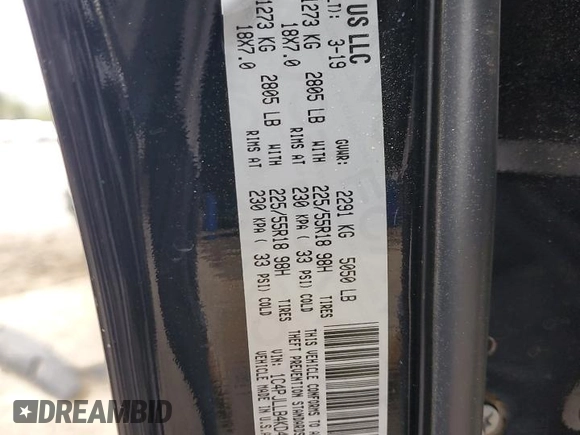 US LLC
LT): 3-19 GVWR: 2291 KG 5050 LB
1273 KG 2805 LB WITH 225/55R18 98H TIRES
18X7.0 RIMS AT 230 KPA ( 33 PSI) COLD
1273 KG 2805 LB WITH 225/55R18 98H TIRES
18X7.0 RIMS AT 230 KPA ( 33 PSI) COLD
THIS VEHICLE CONFORMS TO A
THEFT PREVENTION STANDARDS
VEHICLE MADE IN U.S.A
VIN: 1C4PJLLB4KD4
DREAMBID